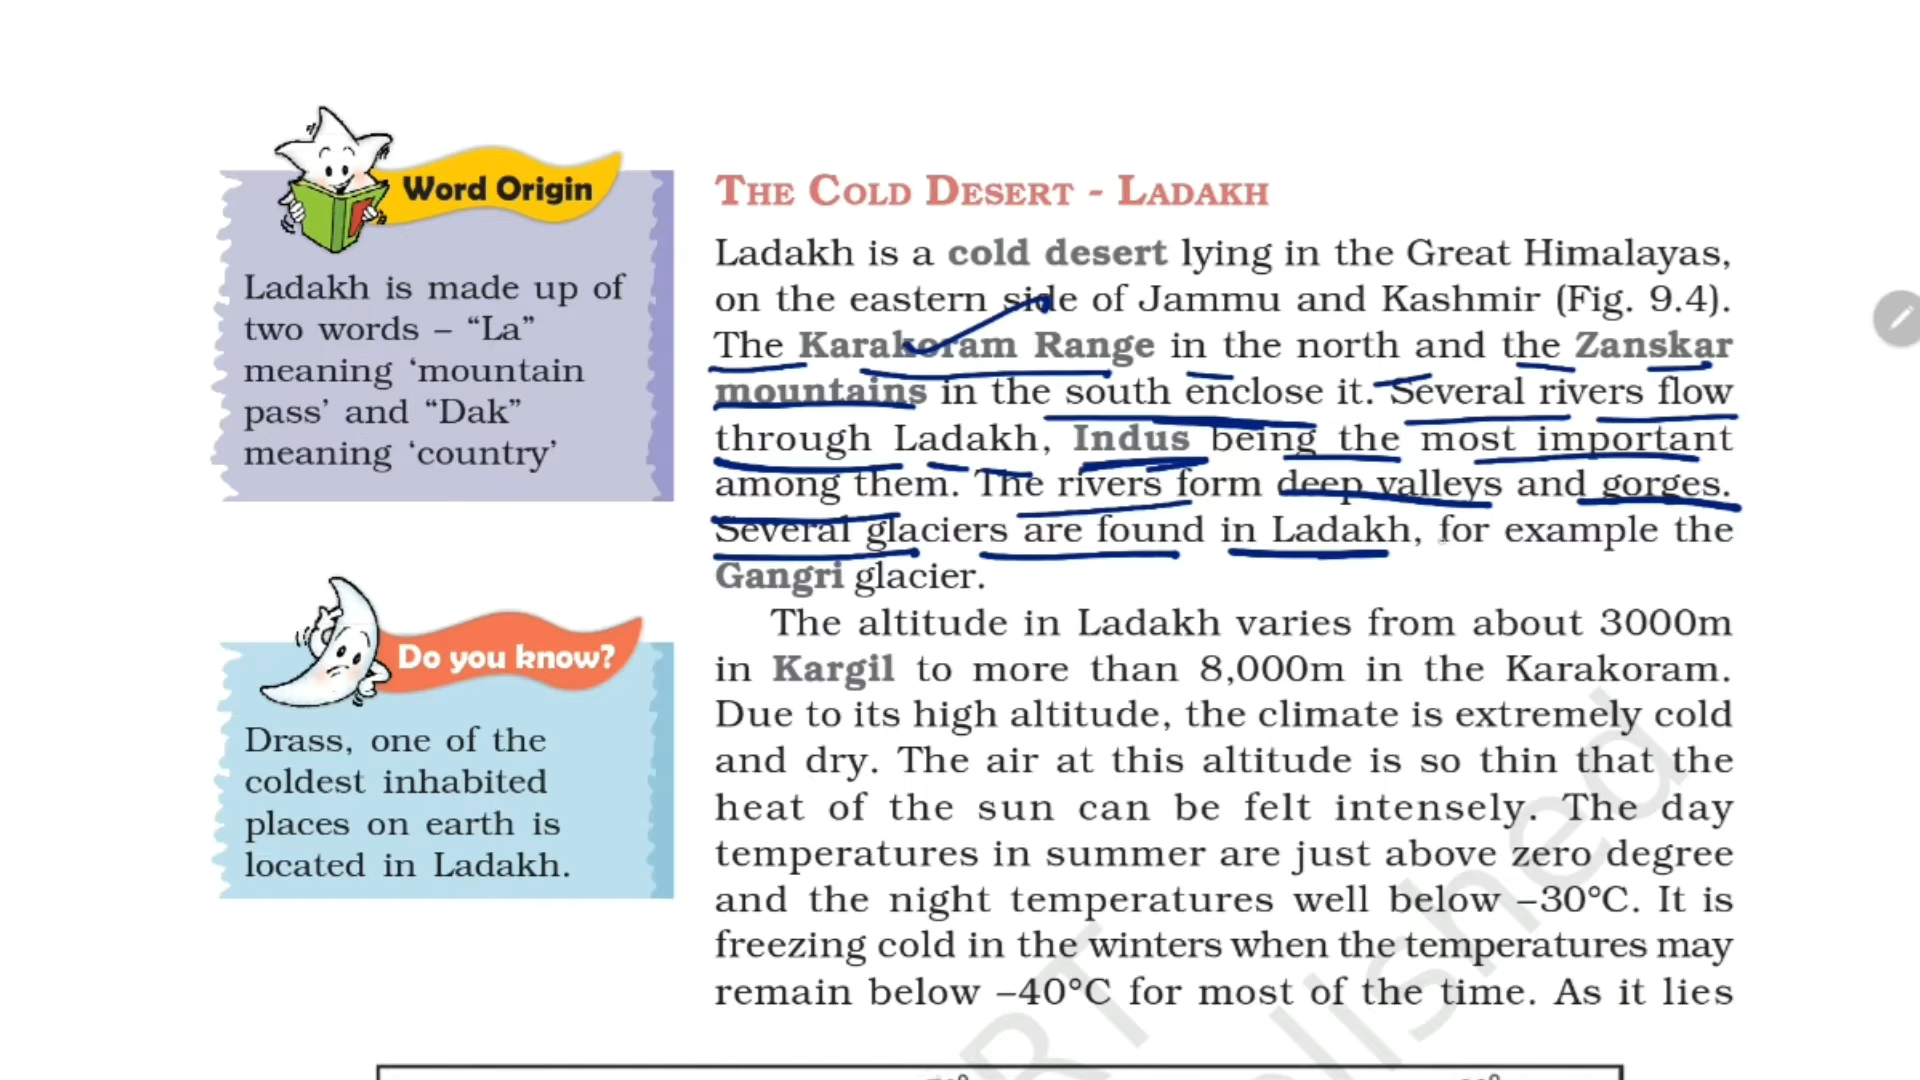 Word Origin
Ladakh is made up of
two words – “La”
meaning ‘mountain
pass’ and “Dak”
meaning ‘country’
Do you know?
Drass, one of the
coldest inhabited
places on earth is
located in Ladakh.
THE COLD DESERT - LADAKH
Ladakh is a cold desert lying in the Great Himalayas,
on the eastern side of Jammu and Kashmir (Fig. 9.4).
The Karakoram Range in the north and the Zanskar
mountains in the south enclose it. Several rivers flow
through Ladakh, Indus being the most important
among them. The rivers form deep valleys and gorges.
Several glaciers are found in Ladakh, for example the
Gangri glacier.
The altitude in Ladakh varies from about 3000m
in Kargil to more than 8,000m in the Karakoram.
Due to its high altitude, the climate is extremely cold
and dry. The air at this altitude is so thin that the
heat of the sun can be felt intensely. The day
temperatures in summer are just above zero degree
and the night temperatures well below –30°C. It is
freezing cold in the winters when the temperatures may
remain below –40°C for most of the time. As it lies